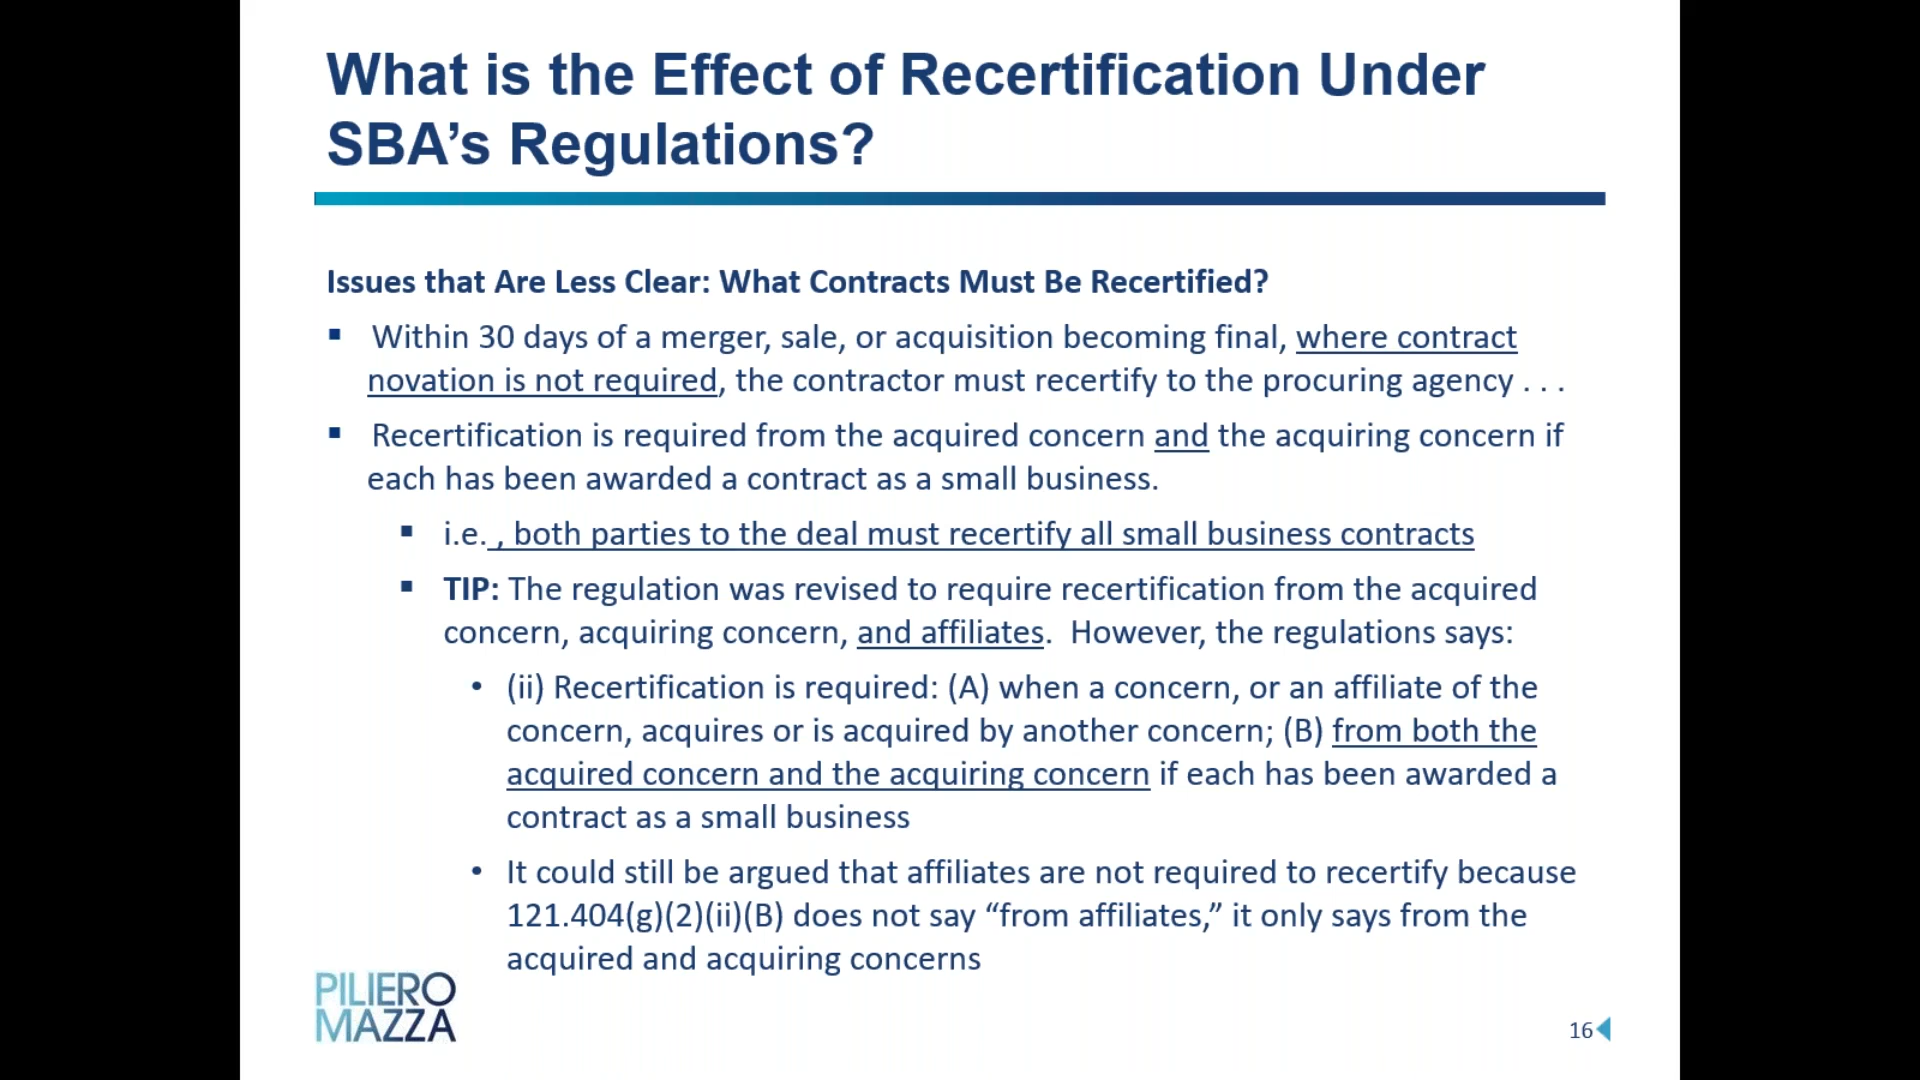 What is the Effect of Recertification Under
SBA’s Regulations?
Issues that Are Less Clear: What Contracts Must Be Recertified?
▪ Within 30 days of a merger, sale, or acquisition becoming final, where contract
novation is not required, the contractor must recertify to the procuring agency . . .
▪ Recertification is required from the acquired concern and the acquiring concern if
each has been awarded a contract as a small business.
▪ i.e. , both parties to the deal must recertify all small business contracts
▪ TIP: The regulation was revised to require recertification from the acquired
concern, acquiring concern, and affiliates.  However, the regulations says:
• (ii) Recertification is required: (A) when a concern, or an affiliate of the
concern, acquires or is acquired by another concern; (B) from both the
acquired concern and the acquiring concern if each has been awarded a
contract as a small business
• It could still be argued that affiliates are not required to recertify because
121.404(g)(2)(ii)(B) does not say “from affiliates,” it only says from the
acquired and acquiring concerns
PILIERO
MAZZA
16